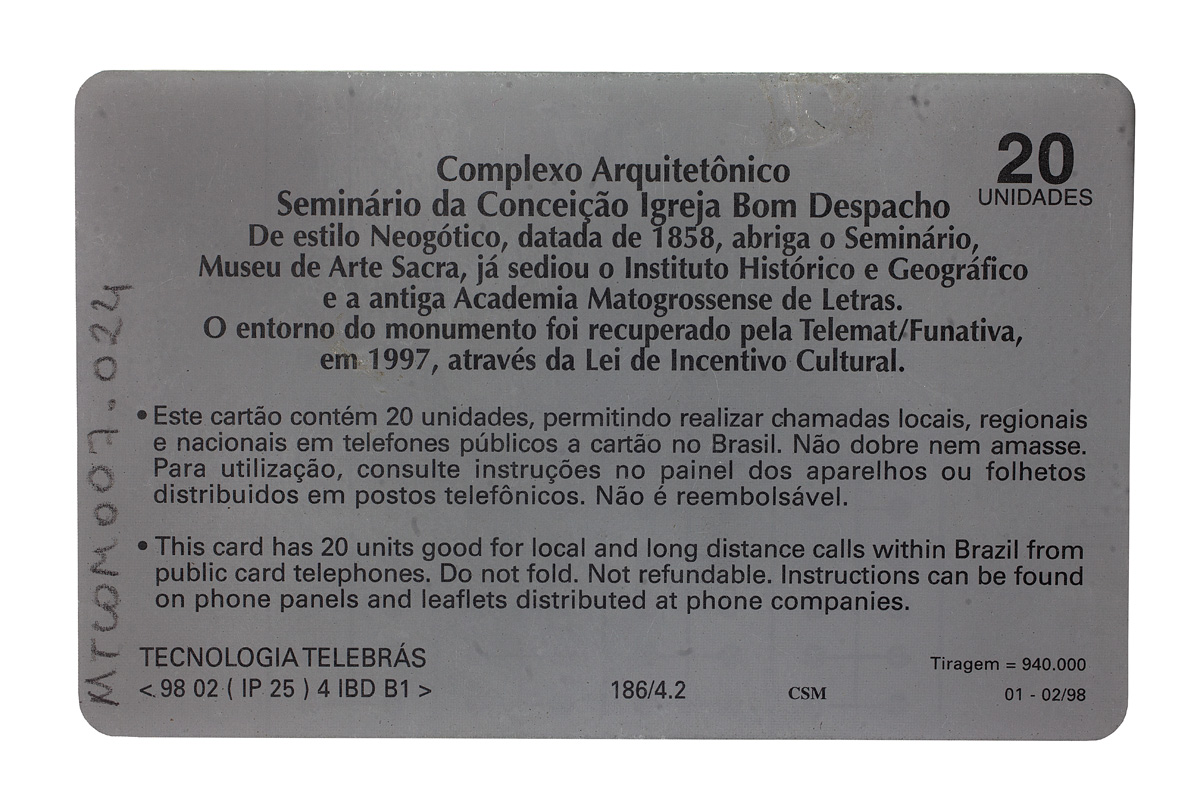 20
UNIDADES
Complexo Arquitetônico
Seminário da Conceição Igreja Bom Despacho
De estilo Neogótico, datada de 1858, abriga o Seminário,
Museu de Arte Sacra, já sediou o Instituto Histórico e Geográfico
e a antiga Academia Matogrossense de Letras.
O entorno do monumento foi recuperado pela Telemat/Funativa,
em 1997, através da Lei de Incentivo Cultural.
• Este cartão contém 20 unidades, permitindo realizar chamadas locais, regionais
e nacionais em telefones públicos a cartão no Brasil. Não dobre nem amasse.
Para utilização, consulte instruções no painel dos aparelhos ou folhetos
distribuidos em postos telefônicos. Não é reembolsável.
• This card has 20 units good for local and long distance calls within Brazil from
public card telephones. Do not fold. Not refundable. Instructions can be found
on phone panels and leaflets distributed at phone companies.
TECNOLOGIA TELEBRÁS
Tiragem = 940.000
< 98 02 ( IP 25 ) 4 IBD B1 >
186/4.2
CSM
01 - 02/98
MTCOM007.024